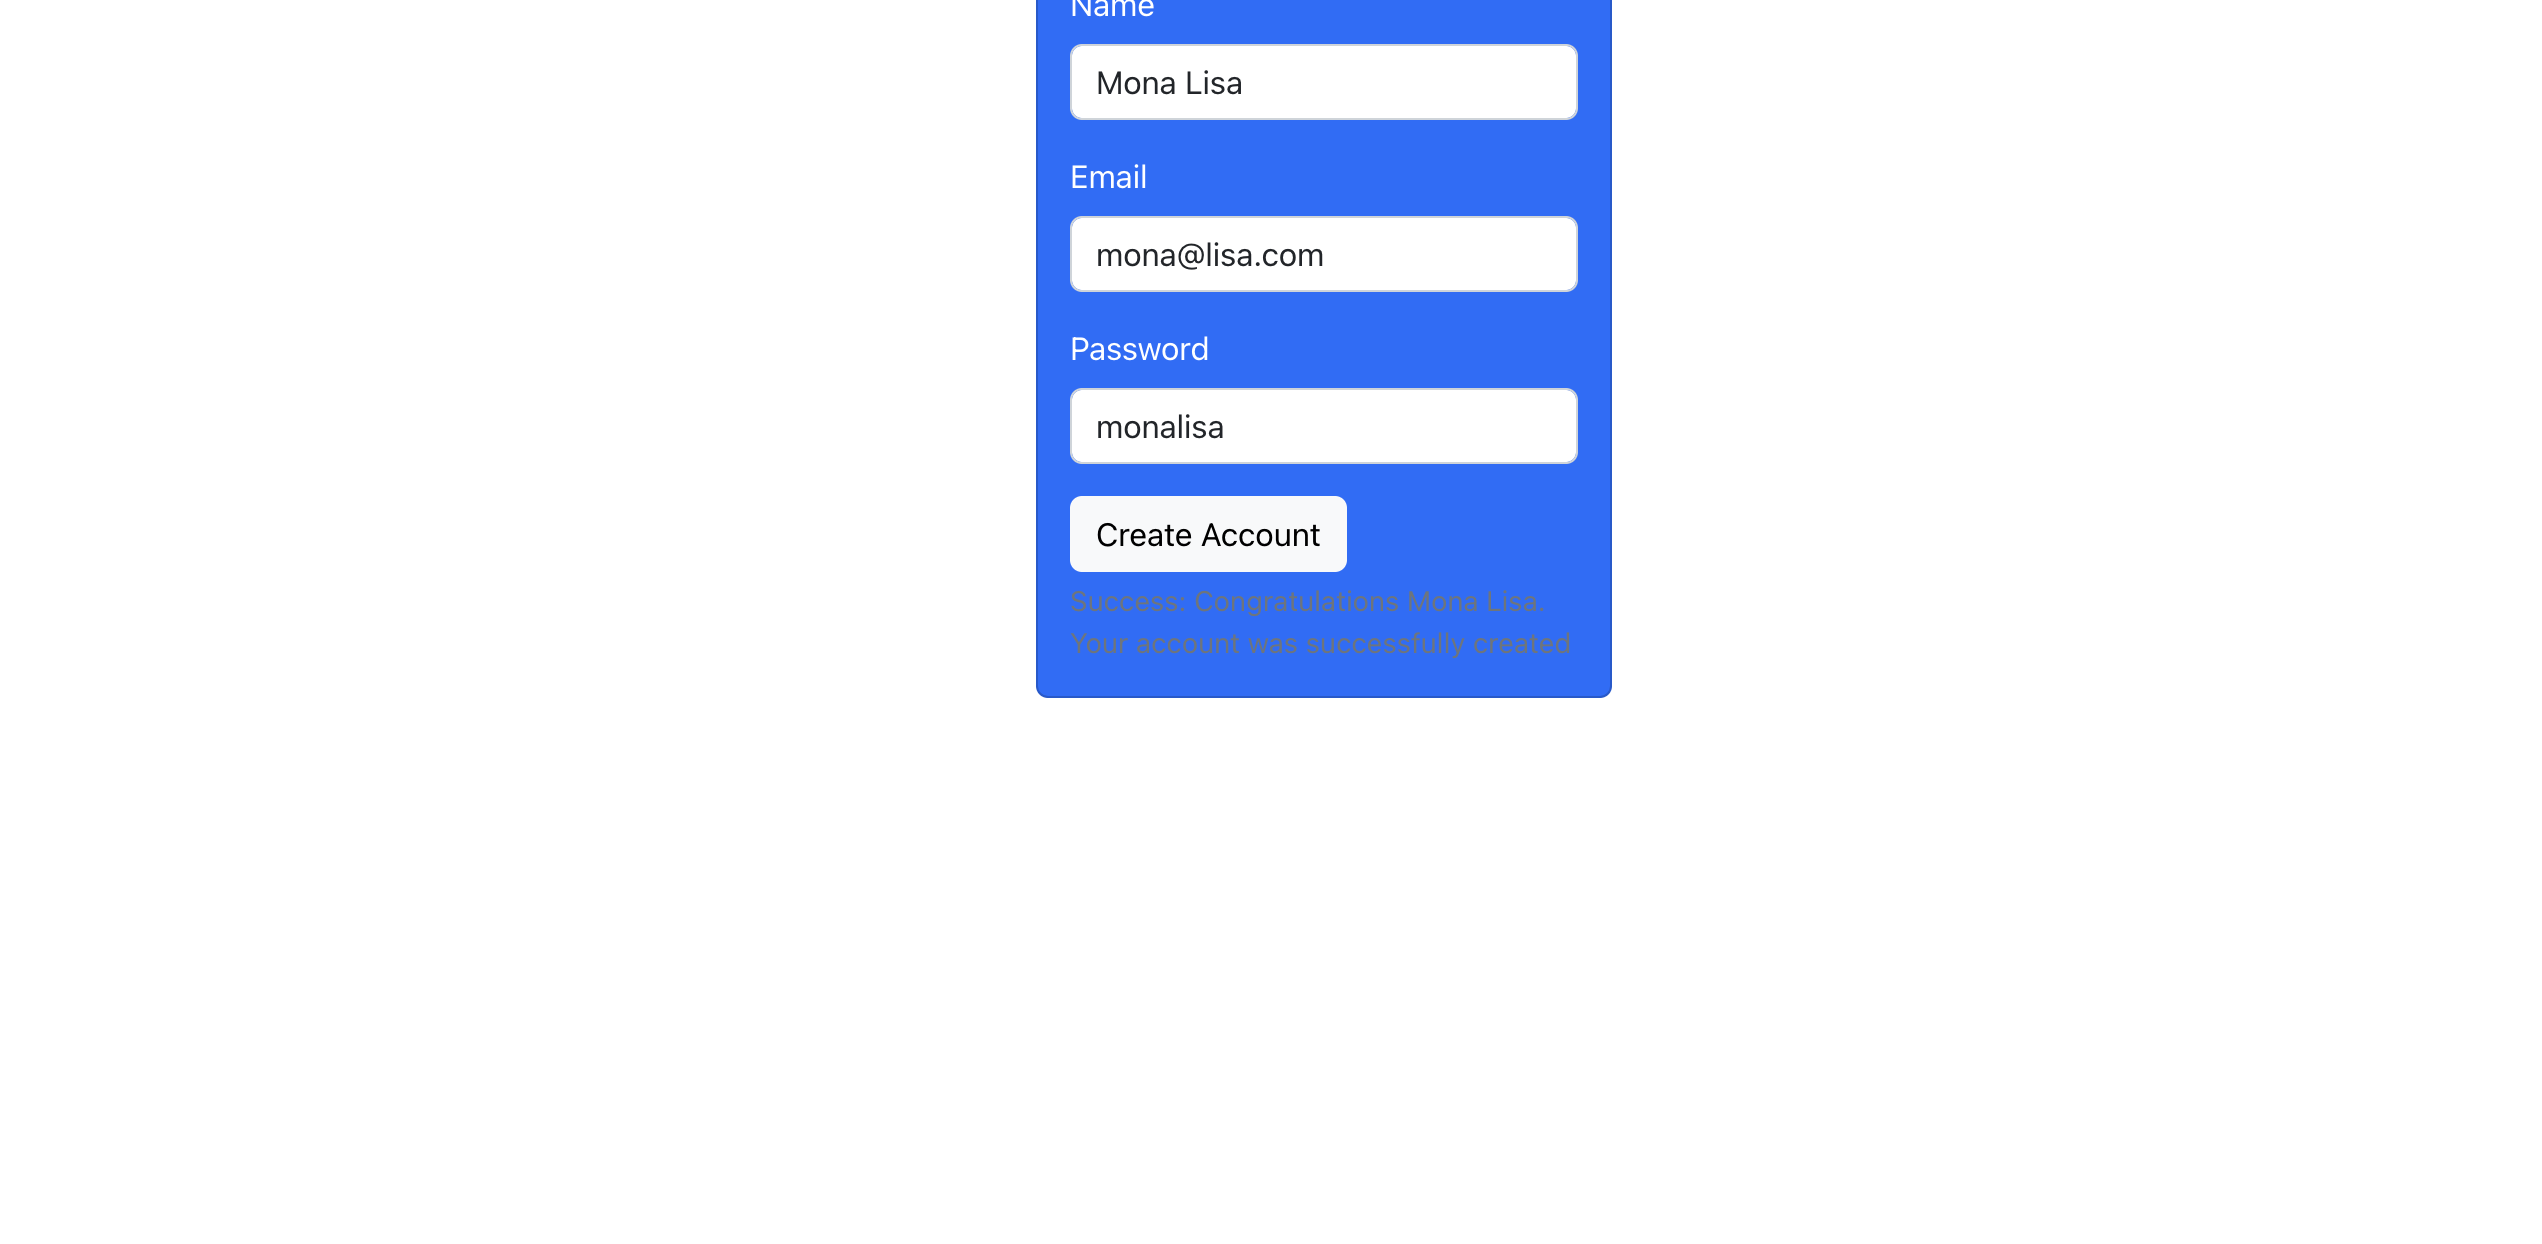 Name
Mona Lisa
Email
mona@lisa.com
Password
monalisa
Create Account
Success: Congratulations Mona Lisa.
Your account was successfully created